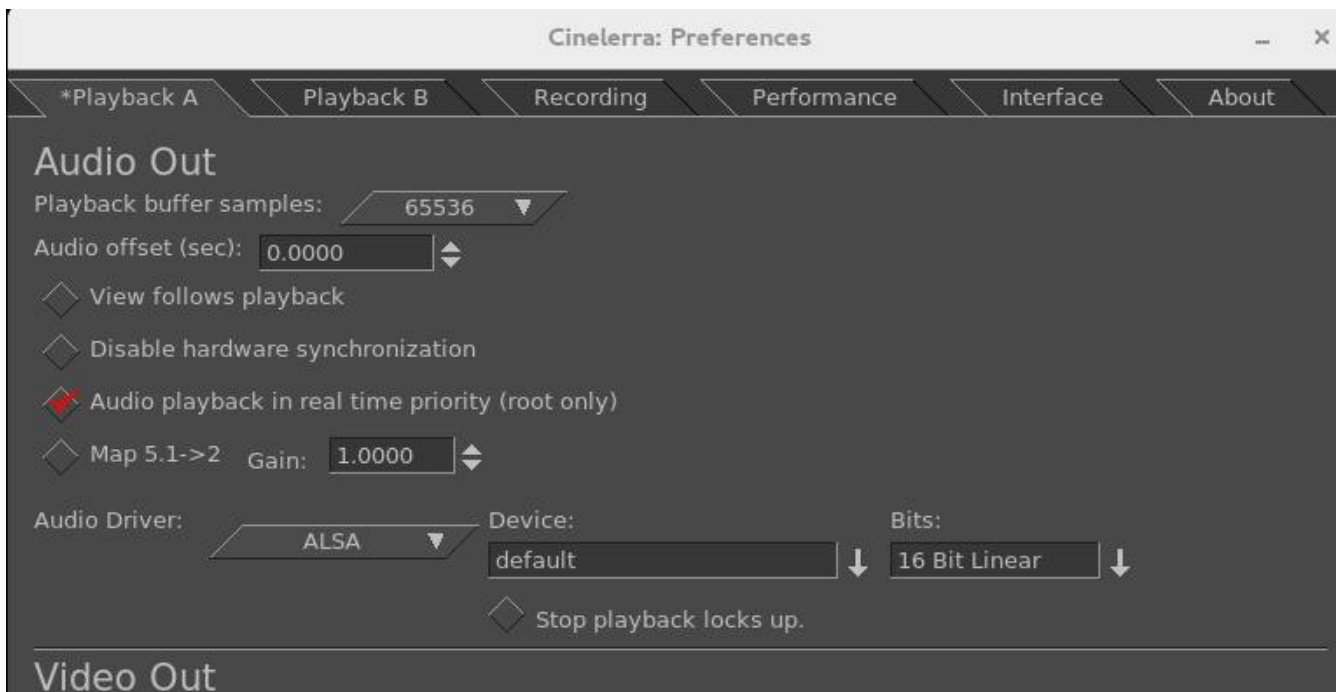 Cinelerra: Preferences
*Playback A Playback B Recording Performance Interface About
Audio Out
Playback buffer samples: 65536
Audio offset (sec): 0.0000
View follows playback
Disable hardware synchronization
Audio playback in real time priority (root only)
Map 5.1->2 Gain: 1.0000
Audio Driver: ALSA Device: Bits:
default 16 Bit Linear
Stop playback locks up.
Video Out